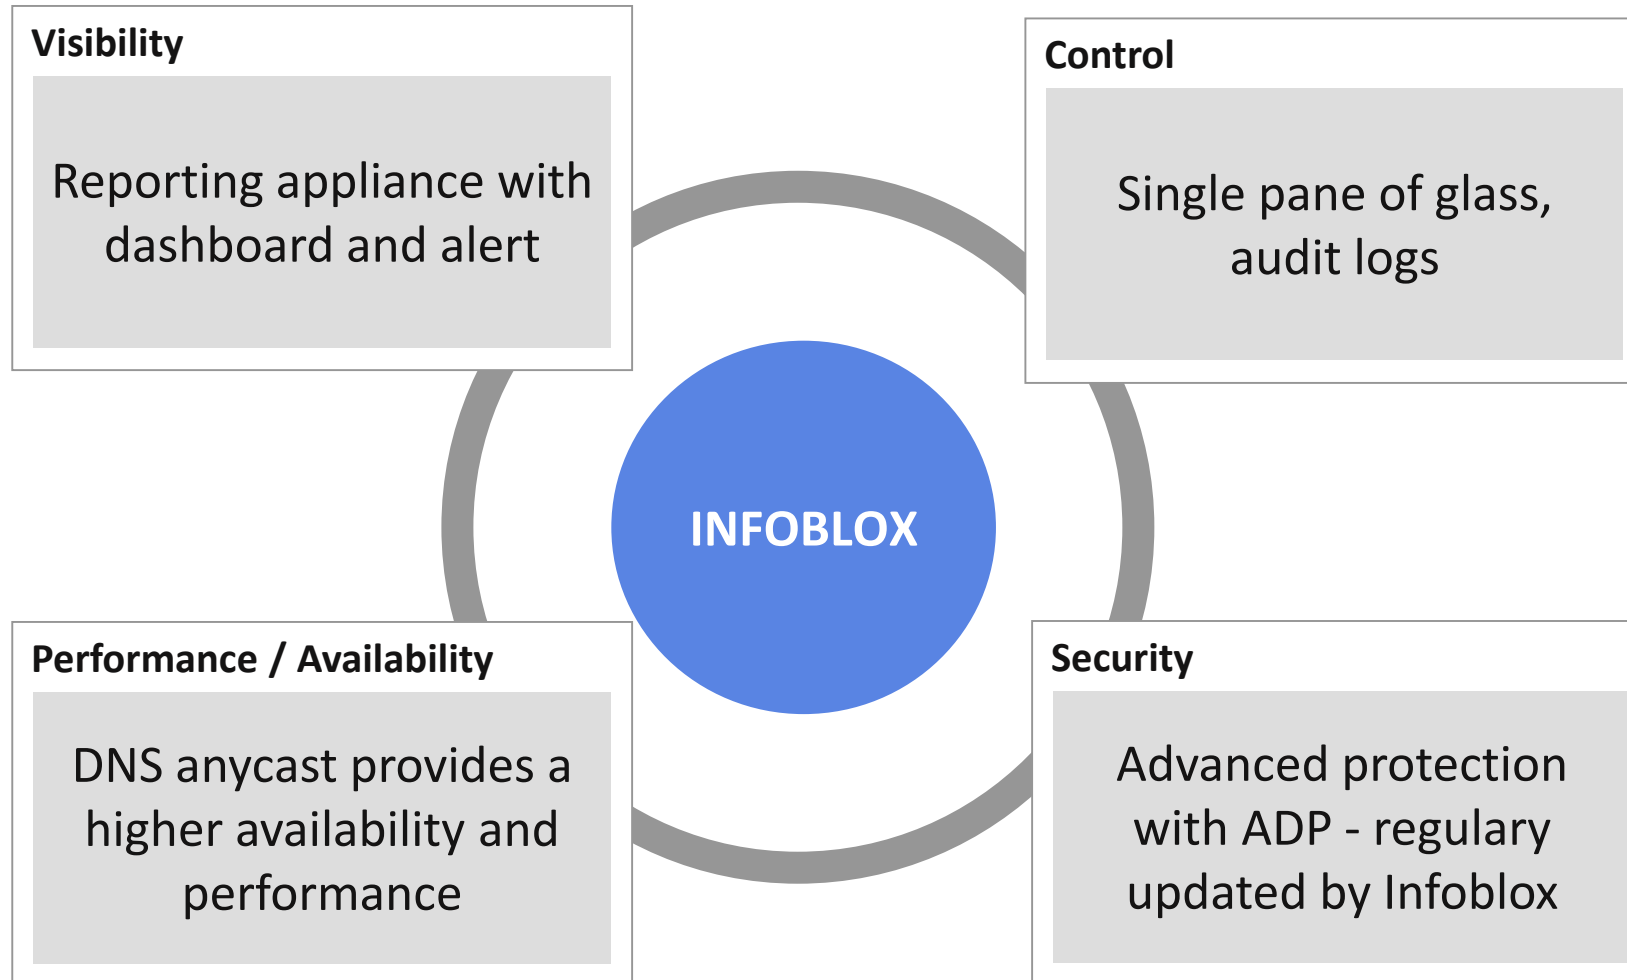 Visibility
Reporting appliance with
dashboard and alert
Control
Single pane of glass,
audit logs
INFOBLOX
Performance / Availability
DNS anycast provides a
higher availability and
performance
Security
Advanced protection
with ADP - regulary
updated by Infoblox